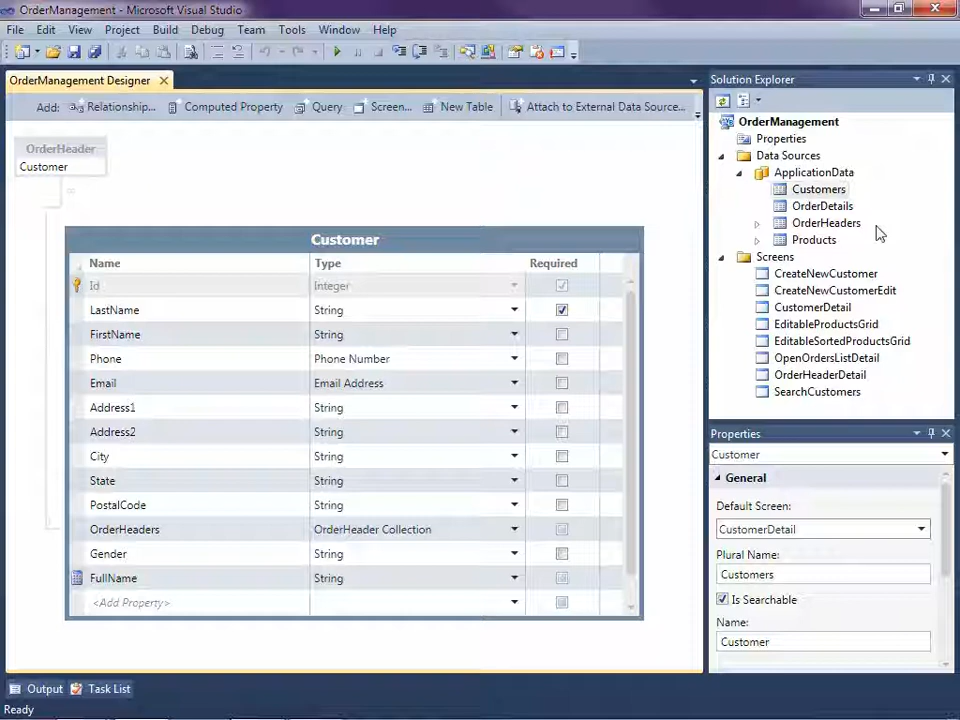 OrderManagement - Microsoft Visual Studio
File Edit View Project Build Debug Team Tools Window Help
OrderManagement Designer
Add: Relationship... Computed Property Query Screen... New Table Attach to External Data Source...
OrderHeader
Customer
Customer
Name Type Required
Id Integer
LastName String
FirstName String
Phone Phone Number
Email Email Address
Address1 String
Address2 String
City String
State String
PostalCode String
OrderHeaders OrderHeader Collection
Gender String
FullName String
<Add Property>
Solution Explorer
OrderManagement
Properties
Data Sources
ApplicationData
Customers
OrderDetails
OrderHeaders
Products
Screens
CreateNewCustomer
CreateNewCustomerEdit
CustomerDetail
EditableProductsGrid
EditableSortedProductsGrid
OpenOrdersListDetail
OrderHeaderDetail
SearchCustomers
Properties
Customer
General
Default Screen:
CustomerDetail
Plural Name:
Customers
Is Searchable
Name:
Customer
Output Task List
Ready